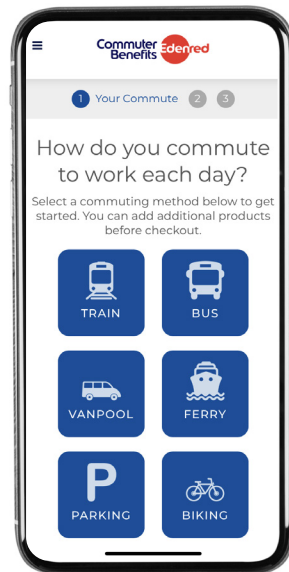 Commuter
Benefits
Edenred
1 Your Commute 2 3
How do you commute
to work each day?
Select a commuting method below to get
started. You can add additional products
before checkout.
TRAIN BUS
VANPOOL FERRY
P
PARKING BIKING